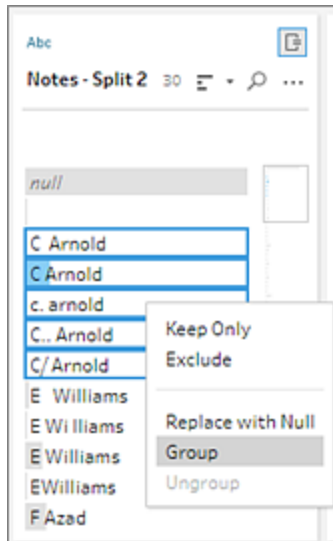 Abc
Notes - Split 2 30 ...
null
C  Arnold
C Arnold
c. arnold
C.. Arnold
C/ Arnold
E  Williams
E Wi lliams
E Williams
EWilliams
F Azad
Keep Only
Exclude
Replace with Null
Group
Ungroup